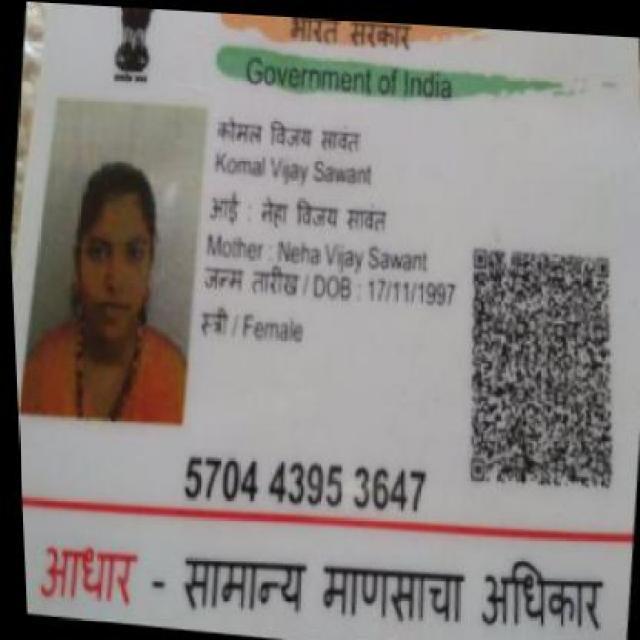 भारत सरकार
Government of India
कोमल विजय सावंत
Komal Vijay Sawant
आई : नेहा विजय सावंत
Mother : Neha Vijay Sawant
जन्म तारीख / DOB : 17/11/1997
स्त्री / Female
5704 4395 3647
आधार - सामान्य माणसाचा अधिकार